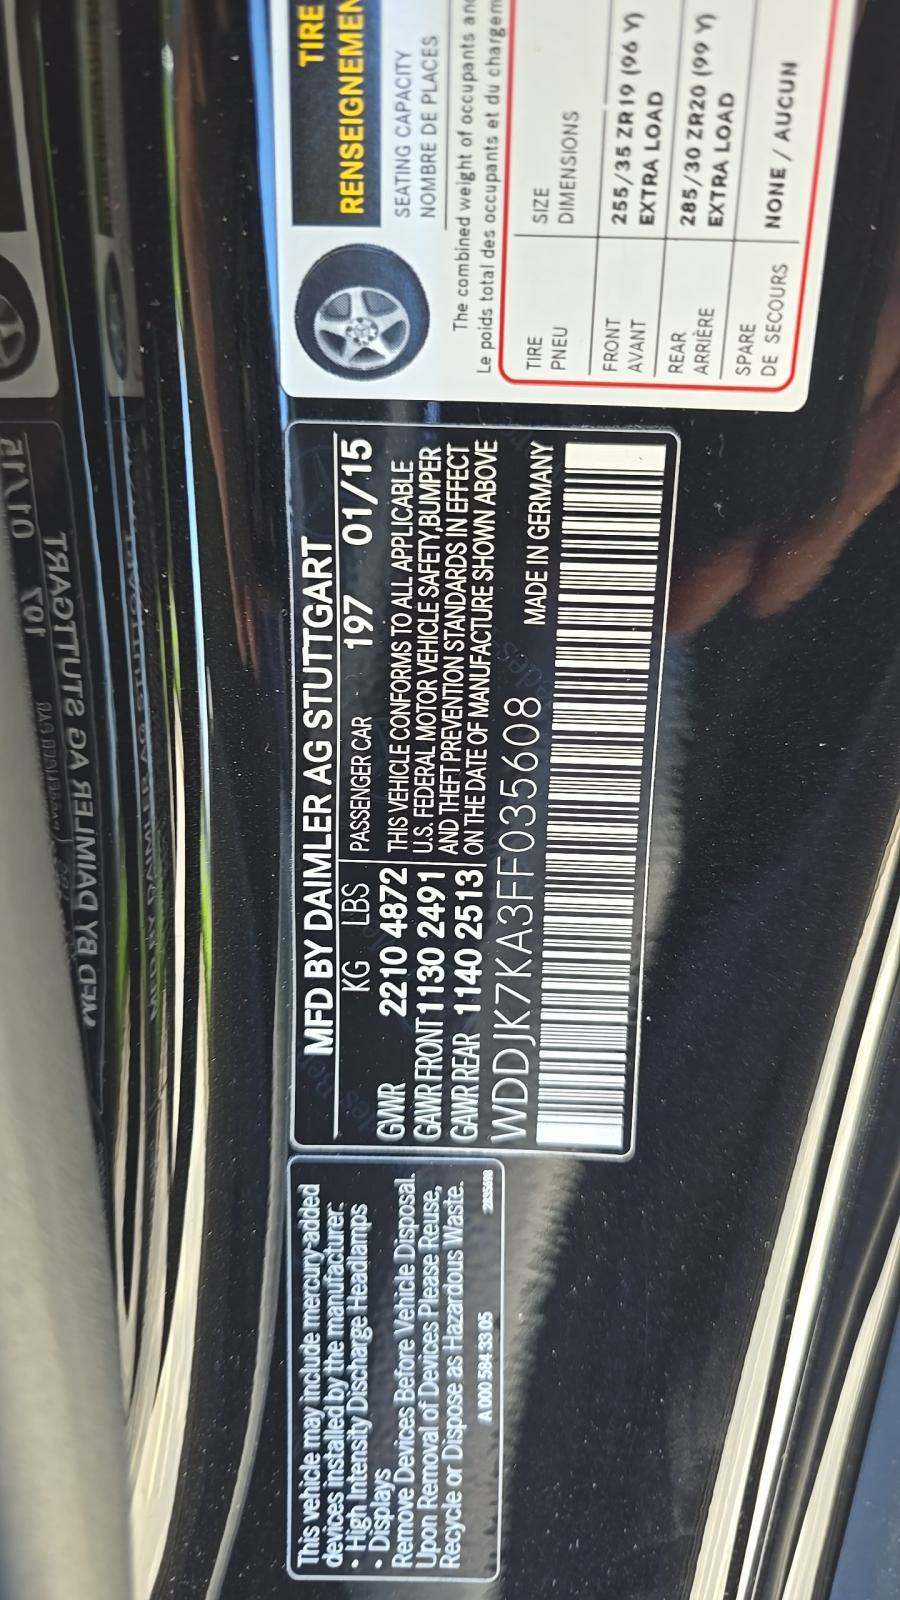 This vehicle may include mercury-added
devices installed by the manufacturer:
• High Intensity Discharge Headlamps
• Displays
Remove Devices Before Vehicle Disposal.
Upon Removal of Devices Please Reuse,
Recycle or Dispose as Hazardous Waste.
A 000 584 33 05
MFD BY DAIMLER AG STUTTGART
KG LBS PASSENGER CAR 197 01/15
GVWR 2210 4872
GAWR FRONT 1130 2491
GAWR REAR 1140 2513
THIS VEHICLE CONFORMS TO ALL APPLICABLE
U.S. FEDERAL MOTOR VEHICLE SAFETY,BUMPER
AND THEFT PREVENTION STANDARDS IN EFFECT
ON THE DATE OF MANUFACTURE SHOWN ABOVE
WDDJK7KA3FF035608 MADE IN GERMANY
TIRE
RENSEIGNEMEN
SEATING CAPACITY
NOMBRE DE PLACES
The combined weight of occupants and
Le poids total des occupants et du chargem
TIRE SIZE
PNEU DIMENSIONS
FRONT 255/35 ZR19 (96 Y)
AVANT EXTRA LOAD
REAR 285/30 ZR20 (99 Y)
ARRIÈRE EXTRA LOAD
SPARE
DE SECOURS NONE / AUCUN